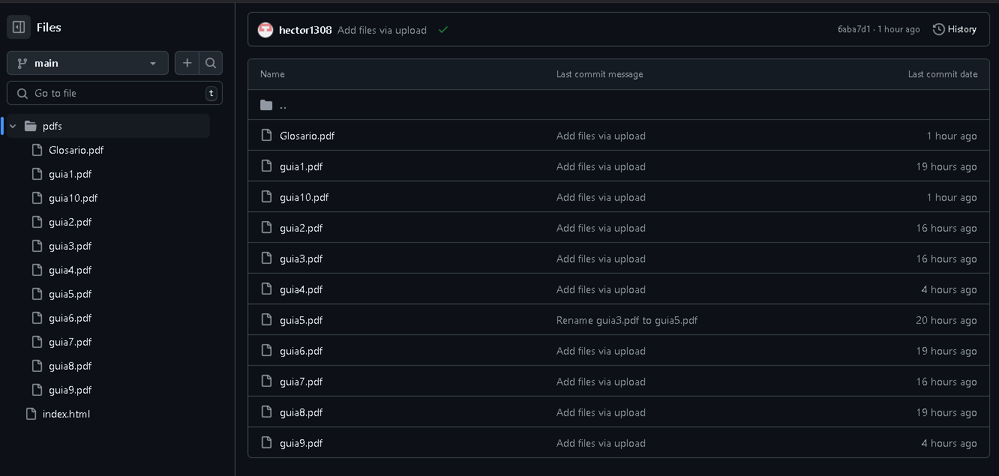 Files
main
Go to file t
pdfs
Glosario.pdf
guia1.pdf
guia10.pdf
guia2.pdf
guia3.pdf
guia4.pdf
guia5.pdf
guia6.pdf
guia7.pdf
guia8.pdf
guia9.pdf
index.html
hector1308 Add files via upload 6aba7d1 · 1 hour ago History
Name Last commit message Last commit date
..
Glosario.pdf Add files via upload 1 hour ago
guia1.pdf Add files via upload 19 hours ago
guia10.pdf Add files via upload 1 hour ago
guia2.pdf Add files via upload 16 hours ago
guia3.pdf Add files via upload 16 hours ago
guia4.pdf Add files via upload 4 hours ago
guia5.pdf Rename guia3.pdf to guia5.pdf 20 hours ago
guia6.pdf Add files via upload 19 hours ago
guia7.pdf Add files via upload 16 hours ago
guia8.pdf Add files via upload 19 hours ago
guia9.pdf Add files via upload 4 hours ago